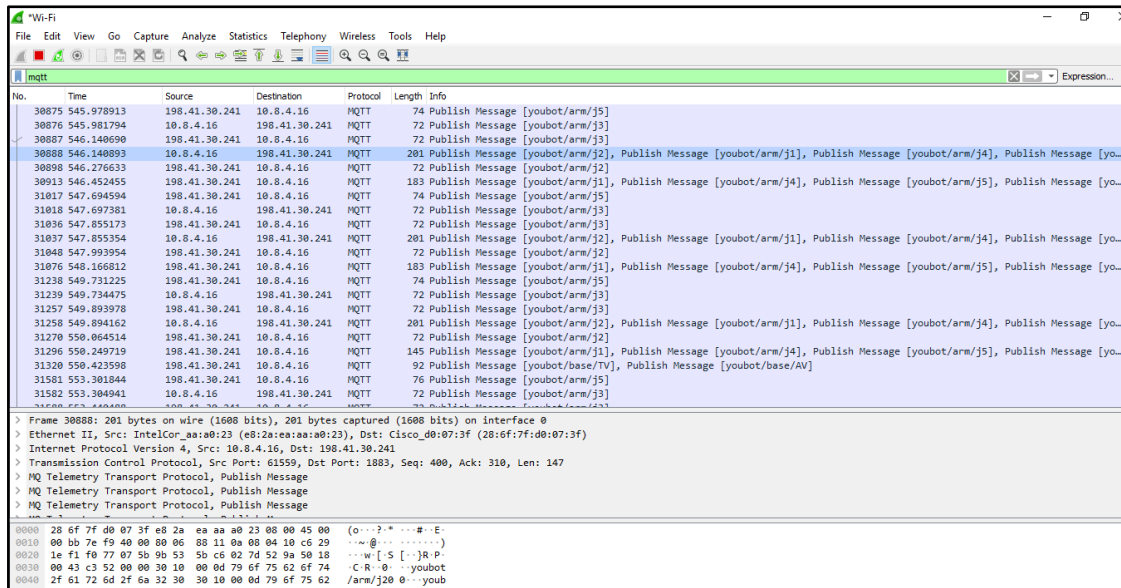 *Wi-Fi
File Edit View Go Capture Analyze Statistics Telephony Wireless Tools Help
mqtt Expression...
No. Time Source Destination Protocol Length Info
30875 545.978913 198.41.30.241 10.8.4.16 MQTT 74 Publish Message [youbot/arm/j5]
30876 545.981794 10.8.4.16 198.41.30.241 MQTT 72 Publish Message [youbot/arm/j3]
30887 546.140690 198.41.30.241 10.8.4.16 MQTT 72 Publish Message [youbot/arm/j3]
30888 546.140893 10.8.4.16 198.41.30.241 MQTT 201 Publish Message [youbot/arm/j2], Publish Message [youbot/arm/j1], Publish Message [youbot/arm/j4], Publish Message [yo…
30898 546.276633 198.41.30.241 10.8.4.16 MQTT 72 Publish Message [youbot/arm/j2]
30913 546.452455 198.41.30.241 10.8.4.16 MQTT 183 Publish Message [youbot/arm/j1], Publish Message [youbot/arm/j4], Publish Message [youbot/arm/j5], Publish Message [yo…
31017 547.694594 198.41.30.241 10.8.4.16 MQTT 74 Publish Message [youbot/arm/j5]
31018 547.697381 10.8.4.16 198.41.30.241 MQTT 72 Publish Message [youbot/arm/j3]
31036 547.855173 198.41.30.241 10.8.4.16 MQTT 72 Publish Message [youbot/arm/j3]
31037 547.855354 10.8.4.16 198.41.30.241 MQTT 201 Publish Message [youbot/arm/j2], Publish Message [youbot/arm/j1], Publish Message [youbot/arm/j4], Publish Message [yo…
31048 547.993954 198.41.30.241 10.8.4.16 MQTT 72 Publish Message [youbot/arm/j2]
31076 548.166812 198.41.30.241 10.8.4.16 MQTT 183 Publish Message [youbot/arm/j1], Publish Message [youbot/arm/j4], Publish Message [youbot/arm/j5], Publish Message [yo…
31238 549.731225 198.41.30.241 10.8.4.16 MQTT 74 Publish Message [youbot/arm/j5]
31239 549.734475 10.8.4.16 198.41.30.241 MQTT 72 Publish Message [youbot/arm/j3]
31257 549.893978 198.41.30.241 10.8.4.16 MQTT 72 Publish Message [youbot/arm/j3]
31258 549.894162 10.8.4.16 198.41.30.241 MQTT 201 Publish Message [youbot/arm/j2], Publish Message [youbot/arm/j1], Publish Message [youbot/arm/j4], Publish Message [yo…
31270 550.064514 198.41.30.241 10.8.4.16 MQTT 72 Publish Message [youbot/arm/j2]
31296 550.249719 198.41.30.241 10.8.4.16 MQTT 145 Publish Message [youbot/arm/j1], Publish Message [youbot/arm/j4], Publish Message [youbot/arm/j5], Publish Message [yo…
31320 550.423598 198.41.30.241 10.8.4.16 MQTT 92 Publish Message [youbot/base/TV], Publish Message [youbot/base/AV]
31581 553.301844 198.41.30.241 10.8.4.16 MQTT 76 Publish Message [youbot/arm/j5]
31582 553.304941 10.8.4.16 198.41.30.241 MQTT 72 Publish Message [youbot/arm/j3]
> Frame 30888: 201 bytes on wire (1608 bits), 201 bytes captured (1608 bits) on interface 0
> Ethernet II, Src: IntelCor_aa:a0:23 (e8:2a:ea:aa:a0:23), Dst: Cisco_d0:07:3f (28:6f:7f:d0:07:3f)
> Internet Protocol Version 4, Src: 10.8.4.16, Dst: 198.41.30.241
> Transmission Control Protocol, Src Port: 61559, Dst Port: 1883, Seq: 400, Ack: 310, Len: 147
> MQ Telemetry Transport Protocol, Publish Message
> MQ Telemetry Transport Protocol, Publish Message
> MQ Telemetry Transport Protocol, Publish Message
0000 28 6f 7f d0 07 3f e8 2a ea aa a0 23 08 00 45 00 (o···?·* ···#··E·
0010 00 bb 7e f9 40 00 80 06 88 11 0a 08 04 10 c6 29 ··~·@··· ·······)
0020 1e f1 f0 77 07 5b 9b 53 5b c6 02 7d 52 9a 50 18 ···w·[·S [··}R·P·
0030 00 43 c3 52 00 00 30 10 00 0d 79 6f 75 62 6f 74 ·C·R··0· ··youbot
0040 2f 61 72 6d 2f 6a 32 30 30 10 00 0d 79 6f 75 62 /arm/j20 0···youb